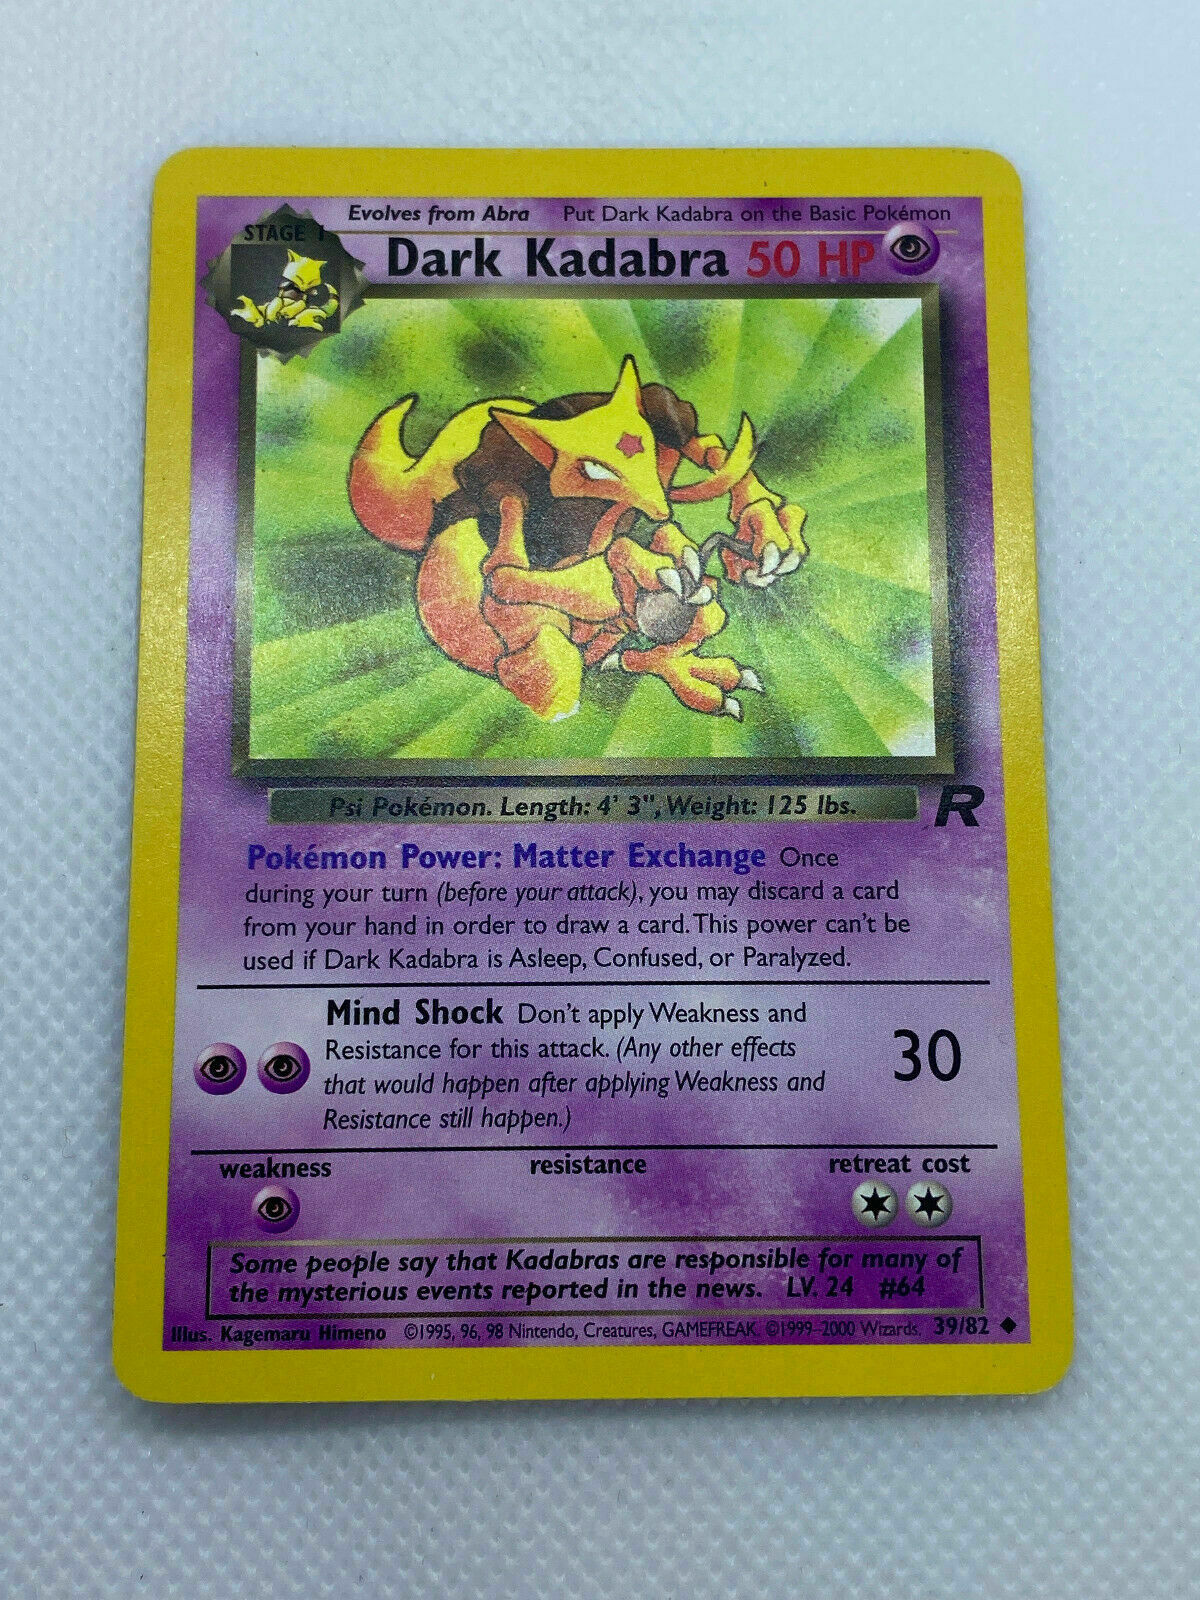 Evolves from Abra Put Dark Kadabra on the Basic Pokémon
STAGE 1
Dark Kadabra 50 HP
Psi Pokémon. Length: 4' 3", Weight: 125 lbs.
R
Pokémon Power: Matter Exchange Once
during your turn (before your attack), you may discard a card
from your hand in order to draw a card. This power can't be
used if Dark Kadabra is Asleep, Confused, or Paralyzed.
Mind Shock Don't apply Weakness and
Resistance for this attack. (Any other effects
that would happen after applying Weakness and
Resistance still happen.)
30
weakness resistance retreat cost
Some people say that Kadabras are responsible for many of
the mysterious events reported in the news. LV. 24 #64
Illus. Kagemaru Himeno ©1995, 96, 98 Nintendo, Creatures, GAMEFREAK. ©1999-2000 Wizards. 39/82